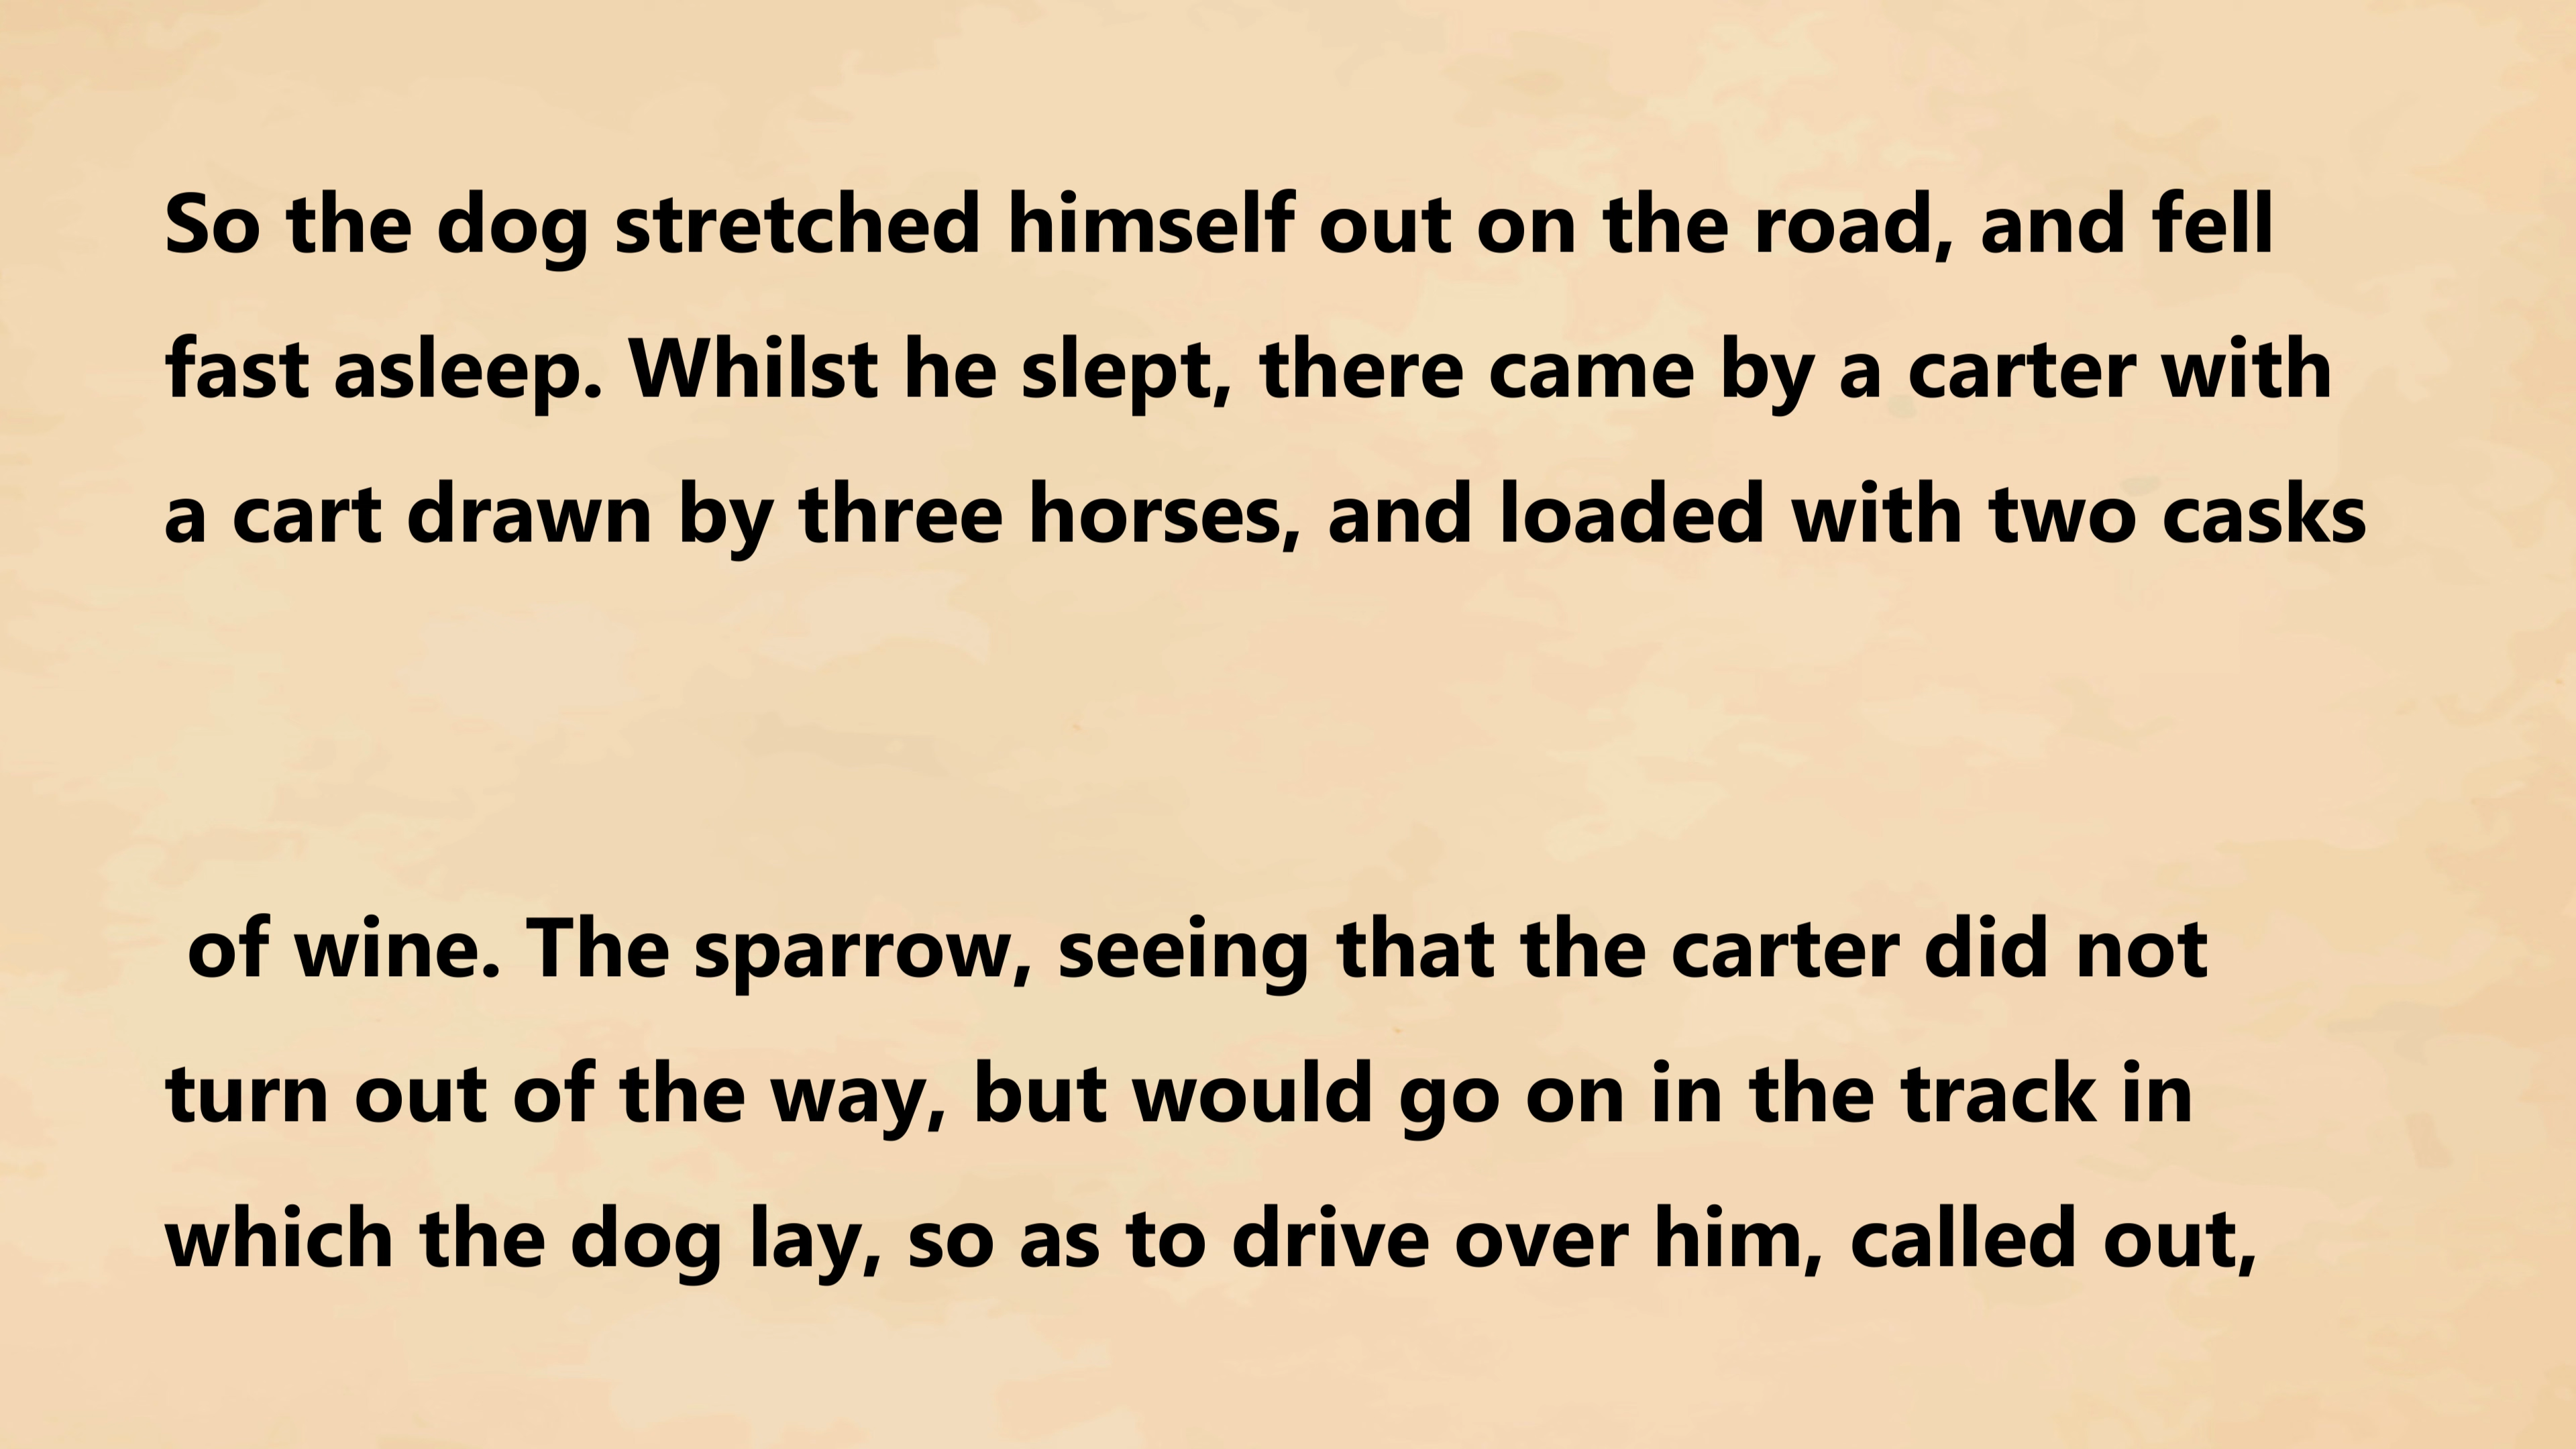 So the dog stretched himself out on the road, and fell
fast asleep. Whilst he slept, there came by a carter with
a cart drawn by three horses, and loaded with two casks
of wine. The sparrow, seeing that the carter did not
turn out of the way, but would go on in the track in
which the dog lay, so as to drive over him, called out,